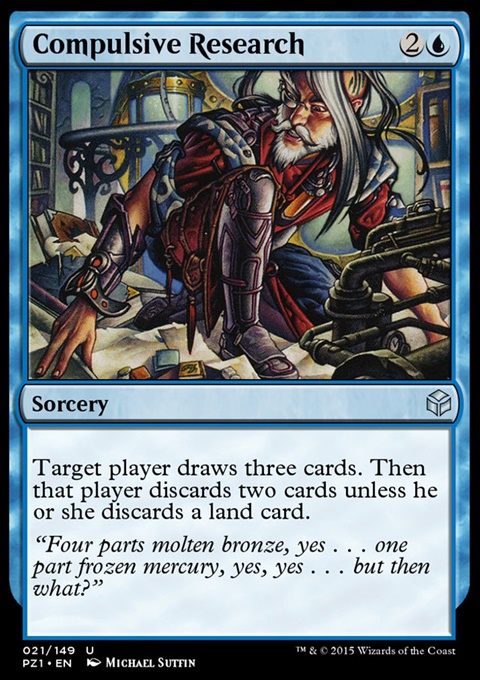 Compulsive Research 2
Sorcery
Target player draws three cards. Then
that player discards two cards unless he
or she discards a land card.
“Four parts molten bronze, yes . . . one
part frozen mercury, yes, yes . . . but then
what?”
021/149 U
PZ1 • EN Michael Sutfin
™ & © 2015 Wizards of the Coast